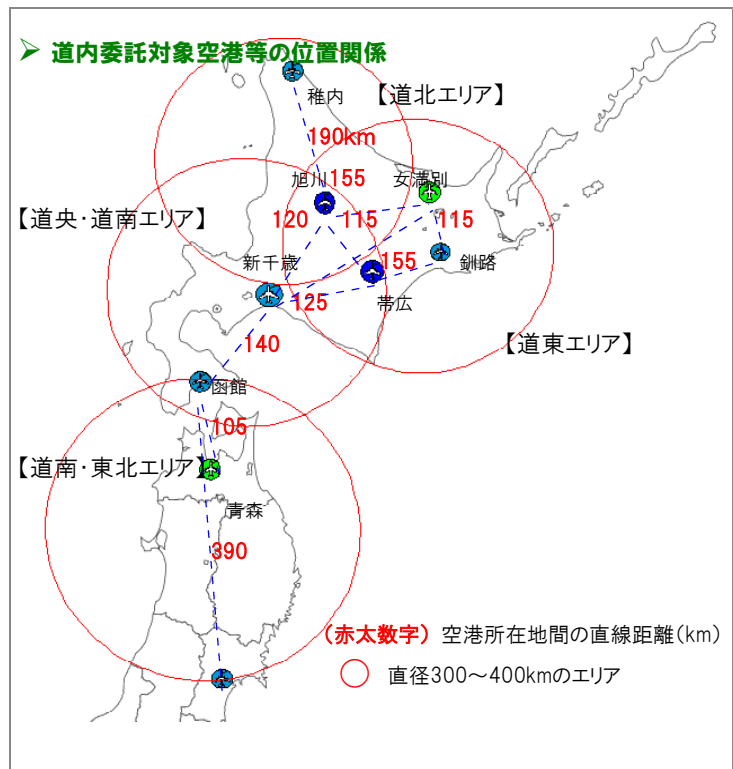 ➢ 道内委託対象空港等の位置関係
稚内
【道北エリア】
190km
旭川
155
女満別
【道央・道南エリア】
120
115
115
新千歳
155
釧路
125
帯広
【道東エリア】
140
函館
105
【道南・東北エリア】
青森
390
(赤太数字) 空港所在地間の直線距離(km)
直径300～400kmのエリア